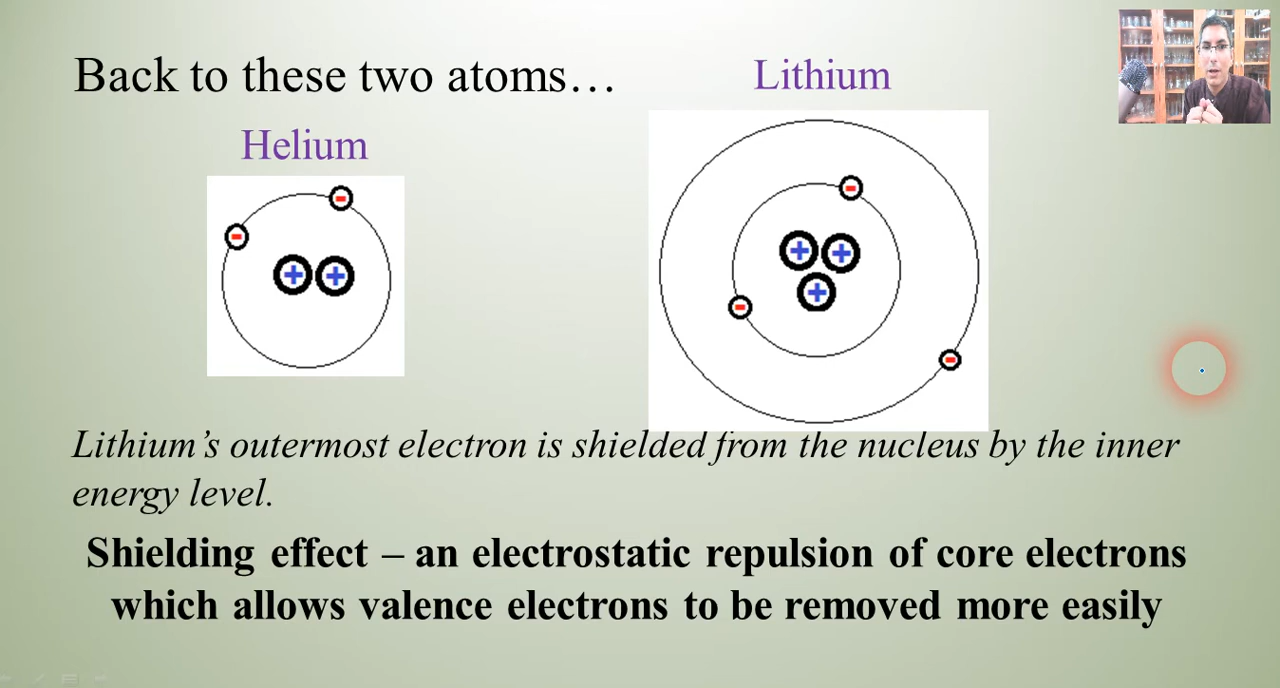 Back to these two atoms…
Lithium
Helium
Lithium’s outermost electron is shielded from the nucleus by the inner
energy level.
Shielding effect – an electrostatic repulsion of core electrons
which allows valence electrons to be removed more easily